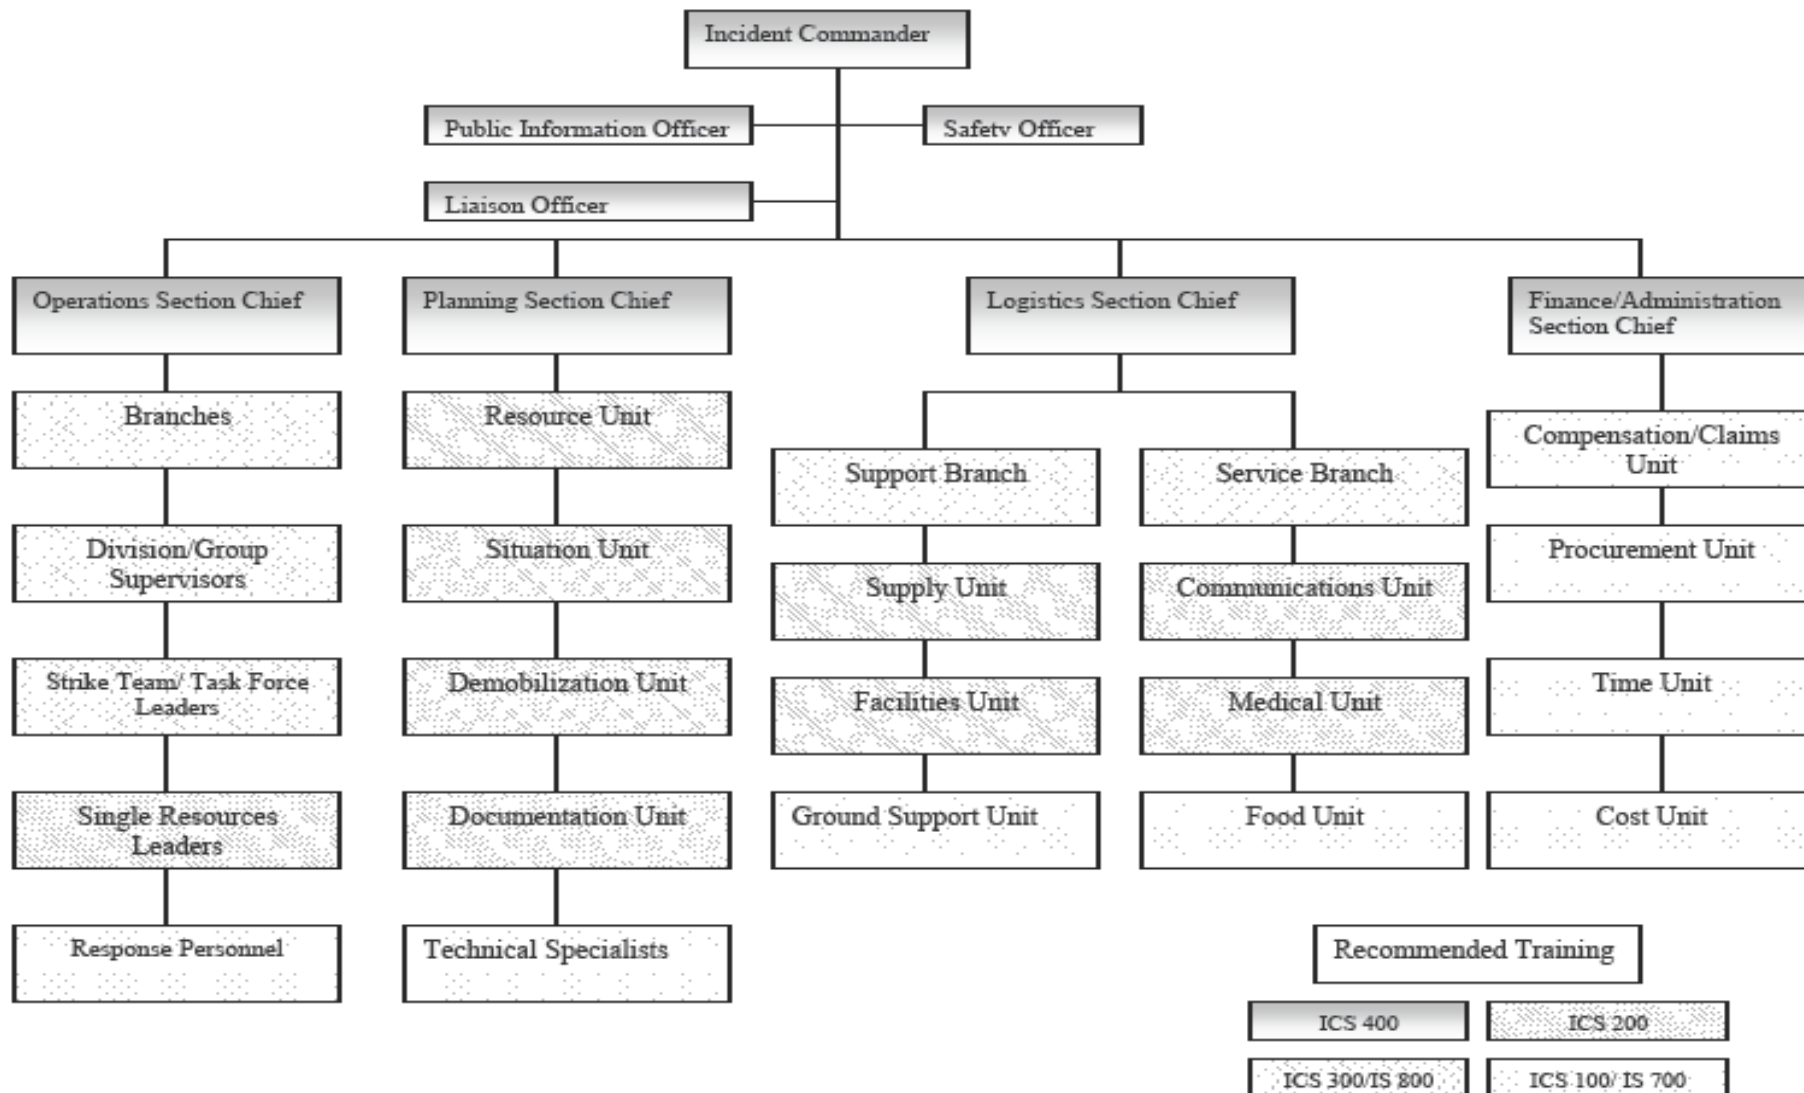 Incident Commander
Public Information Officer
Safety Officer
Liaison Officer
Operations Section Chief
Planning Section Chief
Logistics Section Chief
Finance/Administration
Section Chief
Branches
Resource Unit
Compensation/Claims
Unit
Support Branch
Service Branch
Division/Group
Supervisors
Situation Unit
Procurement Unit
Supply Unit
Communications Unit
Strike Team/ Task Force
Leaders
Demobilization Unit
Facilities Unit
Medical Unit
Time Unit
Single Resources
Leaders
Documentation Unit
Ground Support Unit
Food Unit
Cost Unit
Response Personnel
Technical Specialists
Recommended Training
ICS 400
ICS 200
ICS 300/IS 800
ICS 100/ IS 700